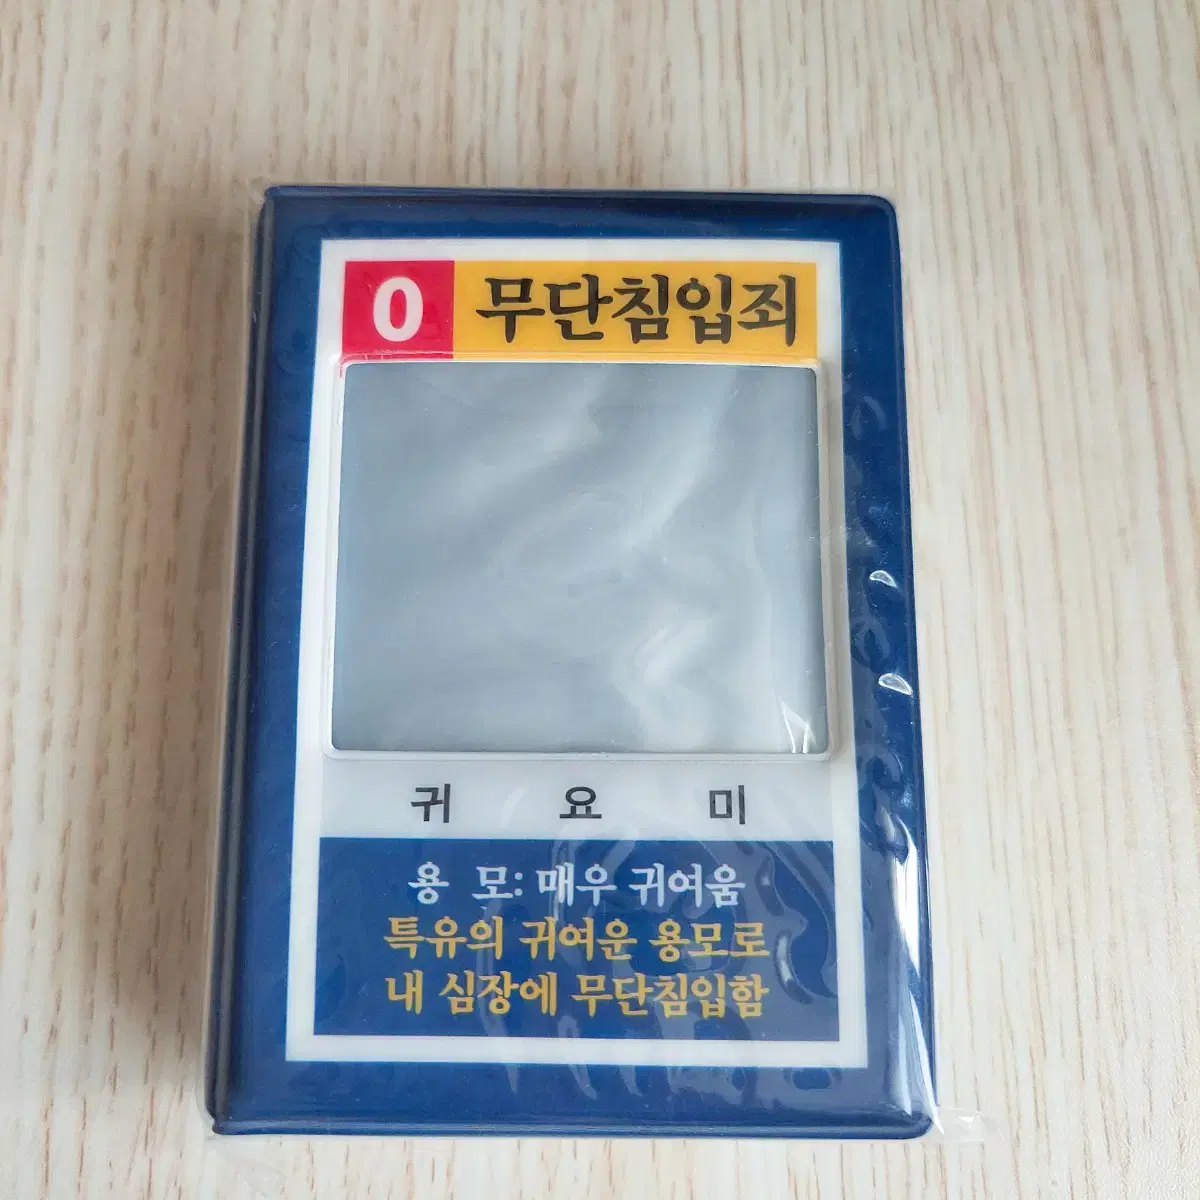 0 무단침입죄
귀 요 미
용 모: 매우 귀여움
특유의 귀여운 용모로
내 심장에 무단침입함